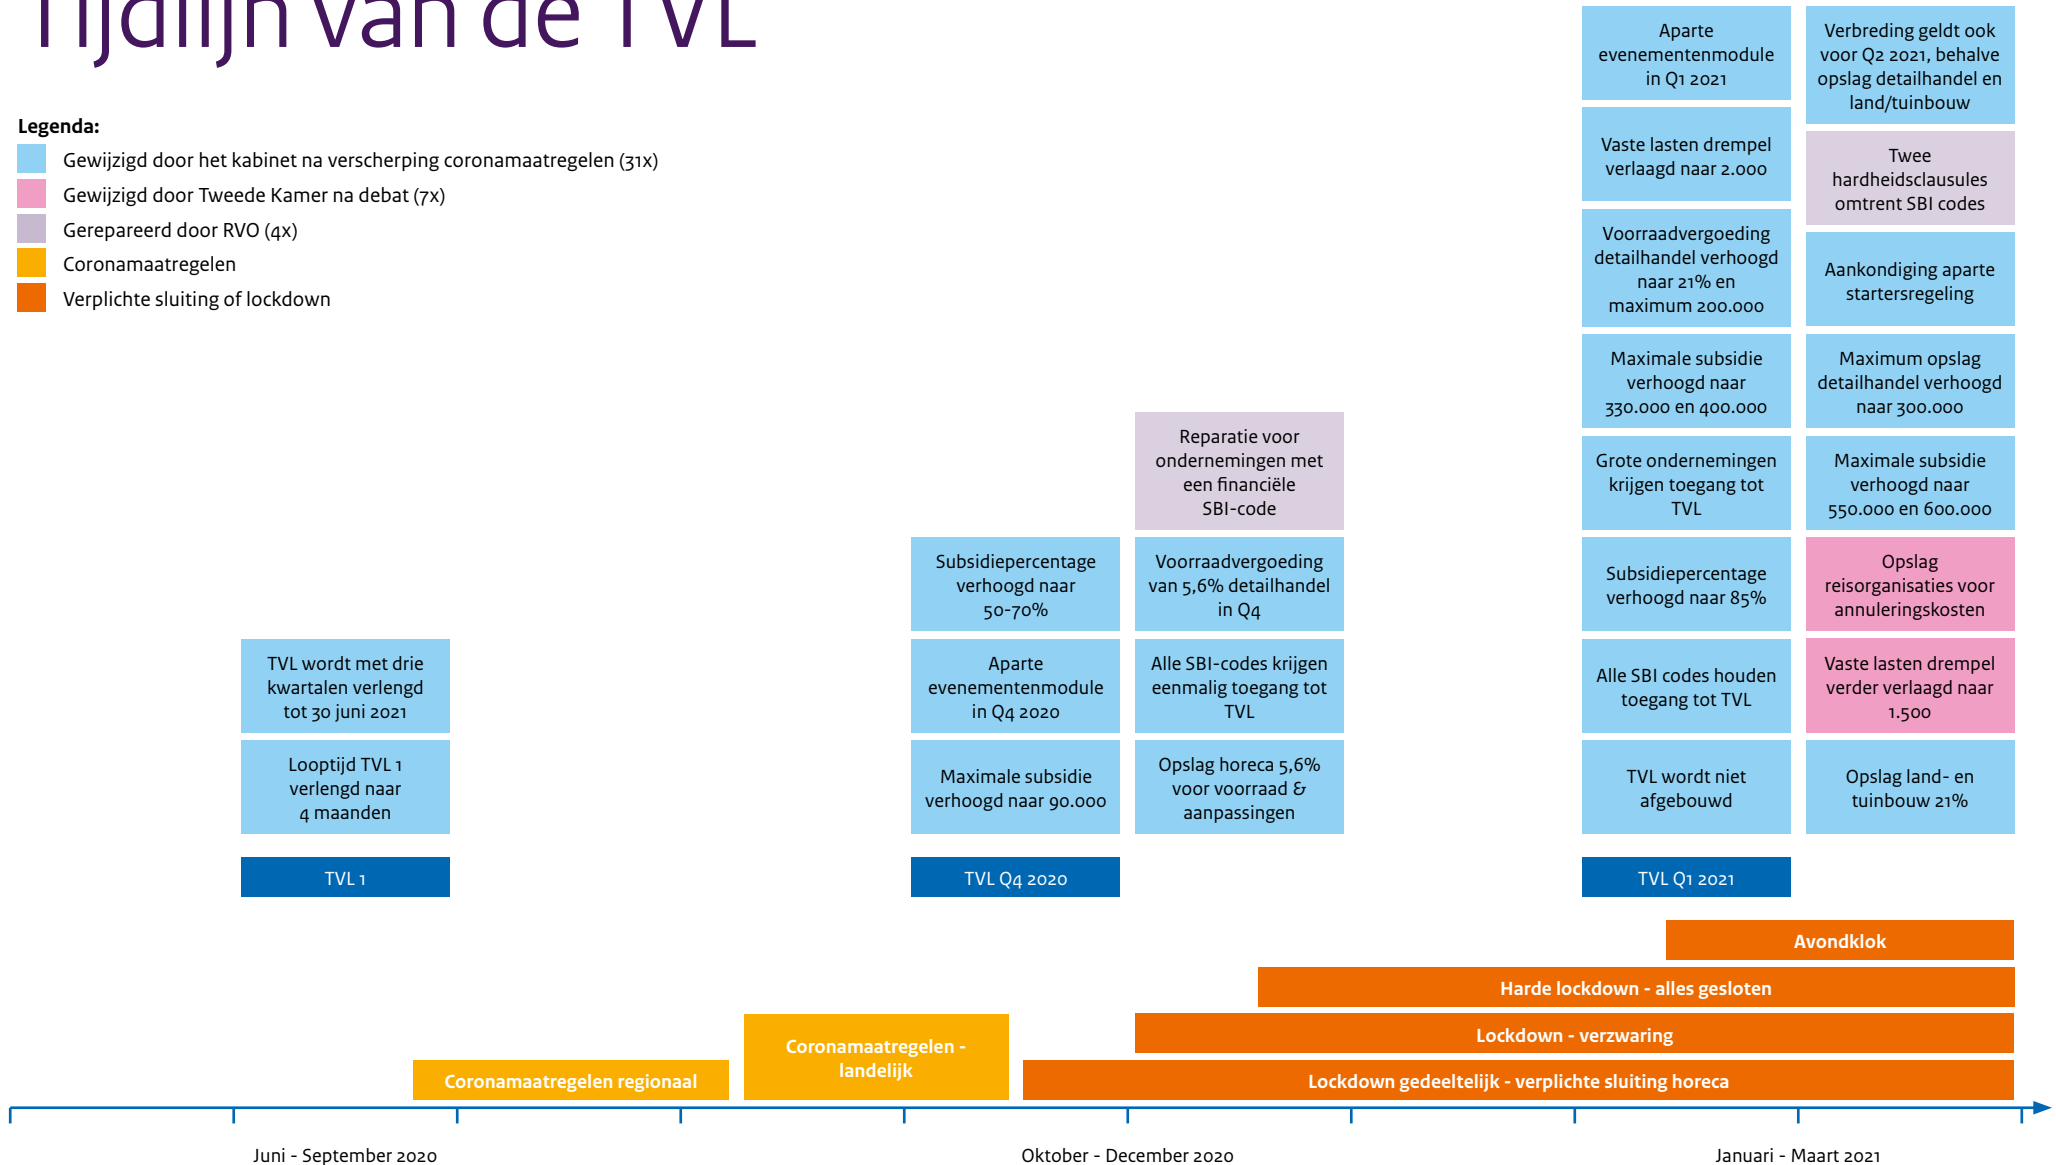 Tijdlijn van de TVL
Legenda:
Gewijzigd door het kabinet na verscherping coronamaatregelen (31x)
Gewijzigd door Tweede Kamer na debat (7x)
Gerepareerd door RVO (4x)
Coronamaatregelen
Verplichte sluiting of lockdown
TVL wordt met drie
kwartalen verlengd
tot 30 juni 2021
Looptijd TVL 1
verlengd naar
4 maanden
TVL 1
Subsidiepercentage
verhoogd naar
50-70%
Aparte
evenementenmodule
in Q4 2020
Maximale subsidie
verhoogd naar 90.000
TVL Q4 2020
Reparatie voor
ondernemingen met
een financiële
SBI-code
Voorraadvergoeding
van 5,6% detailhandel
in Q4
Alle SBI-codes krijgen
eenmalig toegang tot
TVL
Opslag horeca 5,6%
voor voorraad &
aanpassingen
Aparte
evenementenmodule
in Q1 2021
Vaste lasten drempel
verlaagd naar 2.000
Voorraadvergoeding
detailhandel verhoogd
naar 21% en
maximum 200.000
Maximale subsidie
verhoogd naar
330.000 en 400.000
Grote ondernemingen
krijgen toegang tot
TVL
Subsidiepercentage
verhoogd naar 85%
Alle SBI codes houden
toegang tot TVL
TVL wordt niet
afgebouwd
TVL Q1 2021
Verbreding geldt ook
voor Q2 2021, behalve
opslag detailhandel en
land/tuinbouw
Twee
hardheidsclausules
omtrent SBI codes
Aankondiging aparte
startersregeling
Maximum opslag
detailhandel verhoogd
naar 300.000
Maximale subsidie
verhoogd naar
550.000 en 600.000
Opslag
reisorganisaties voor
annuleringskosten
Vaste lasten drempel
verder verlaagd naar
1.500
Opslag land- en
tuinbouw 21%
Avondklok
Harde lockdown - alles gesloten
Lockdown - verzwaring
Coronamaatregelen -
landelijk
Coronamaatregelen regionaal
Lockdown gedeeltelijk - verplichte sluiting horeca
Juni - September 2020
Oktober - December 2020
Januari - Maart 2021